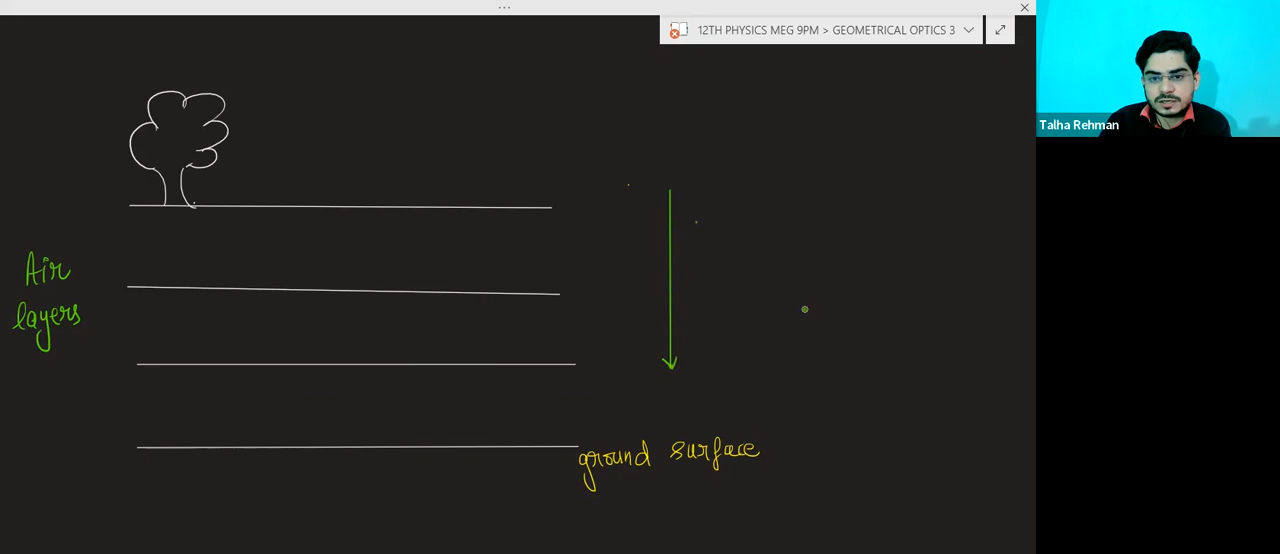 12TH PHYSICS MEG 9PM > GEOMETRICAL OPTICS 3
Talha Rehman
Air
layers
ground surface